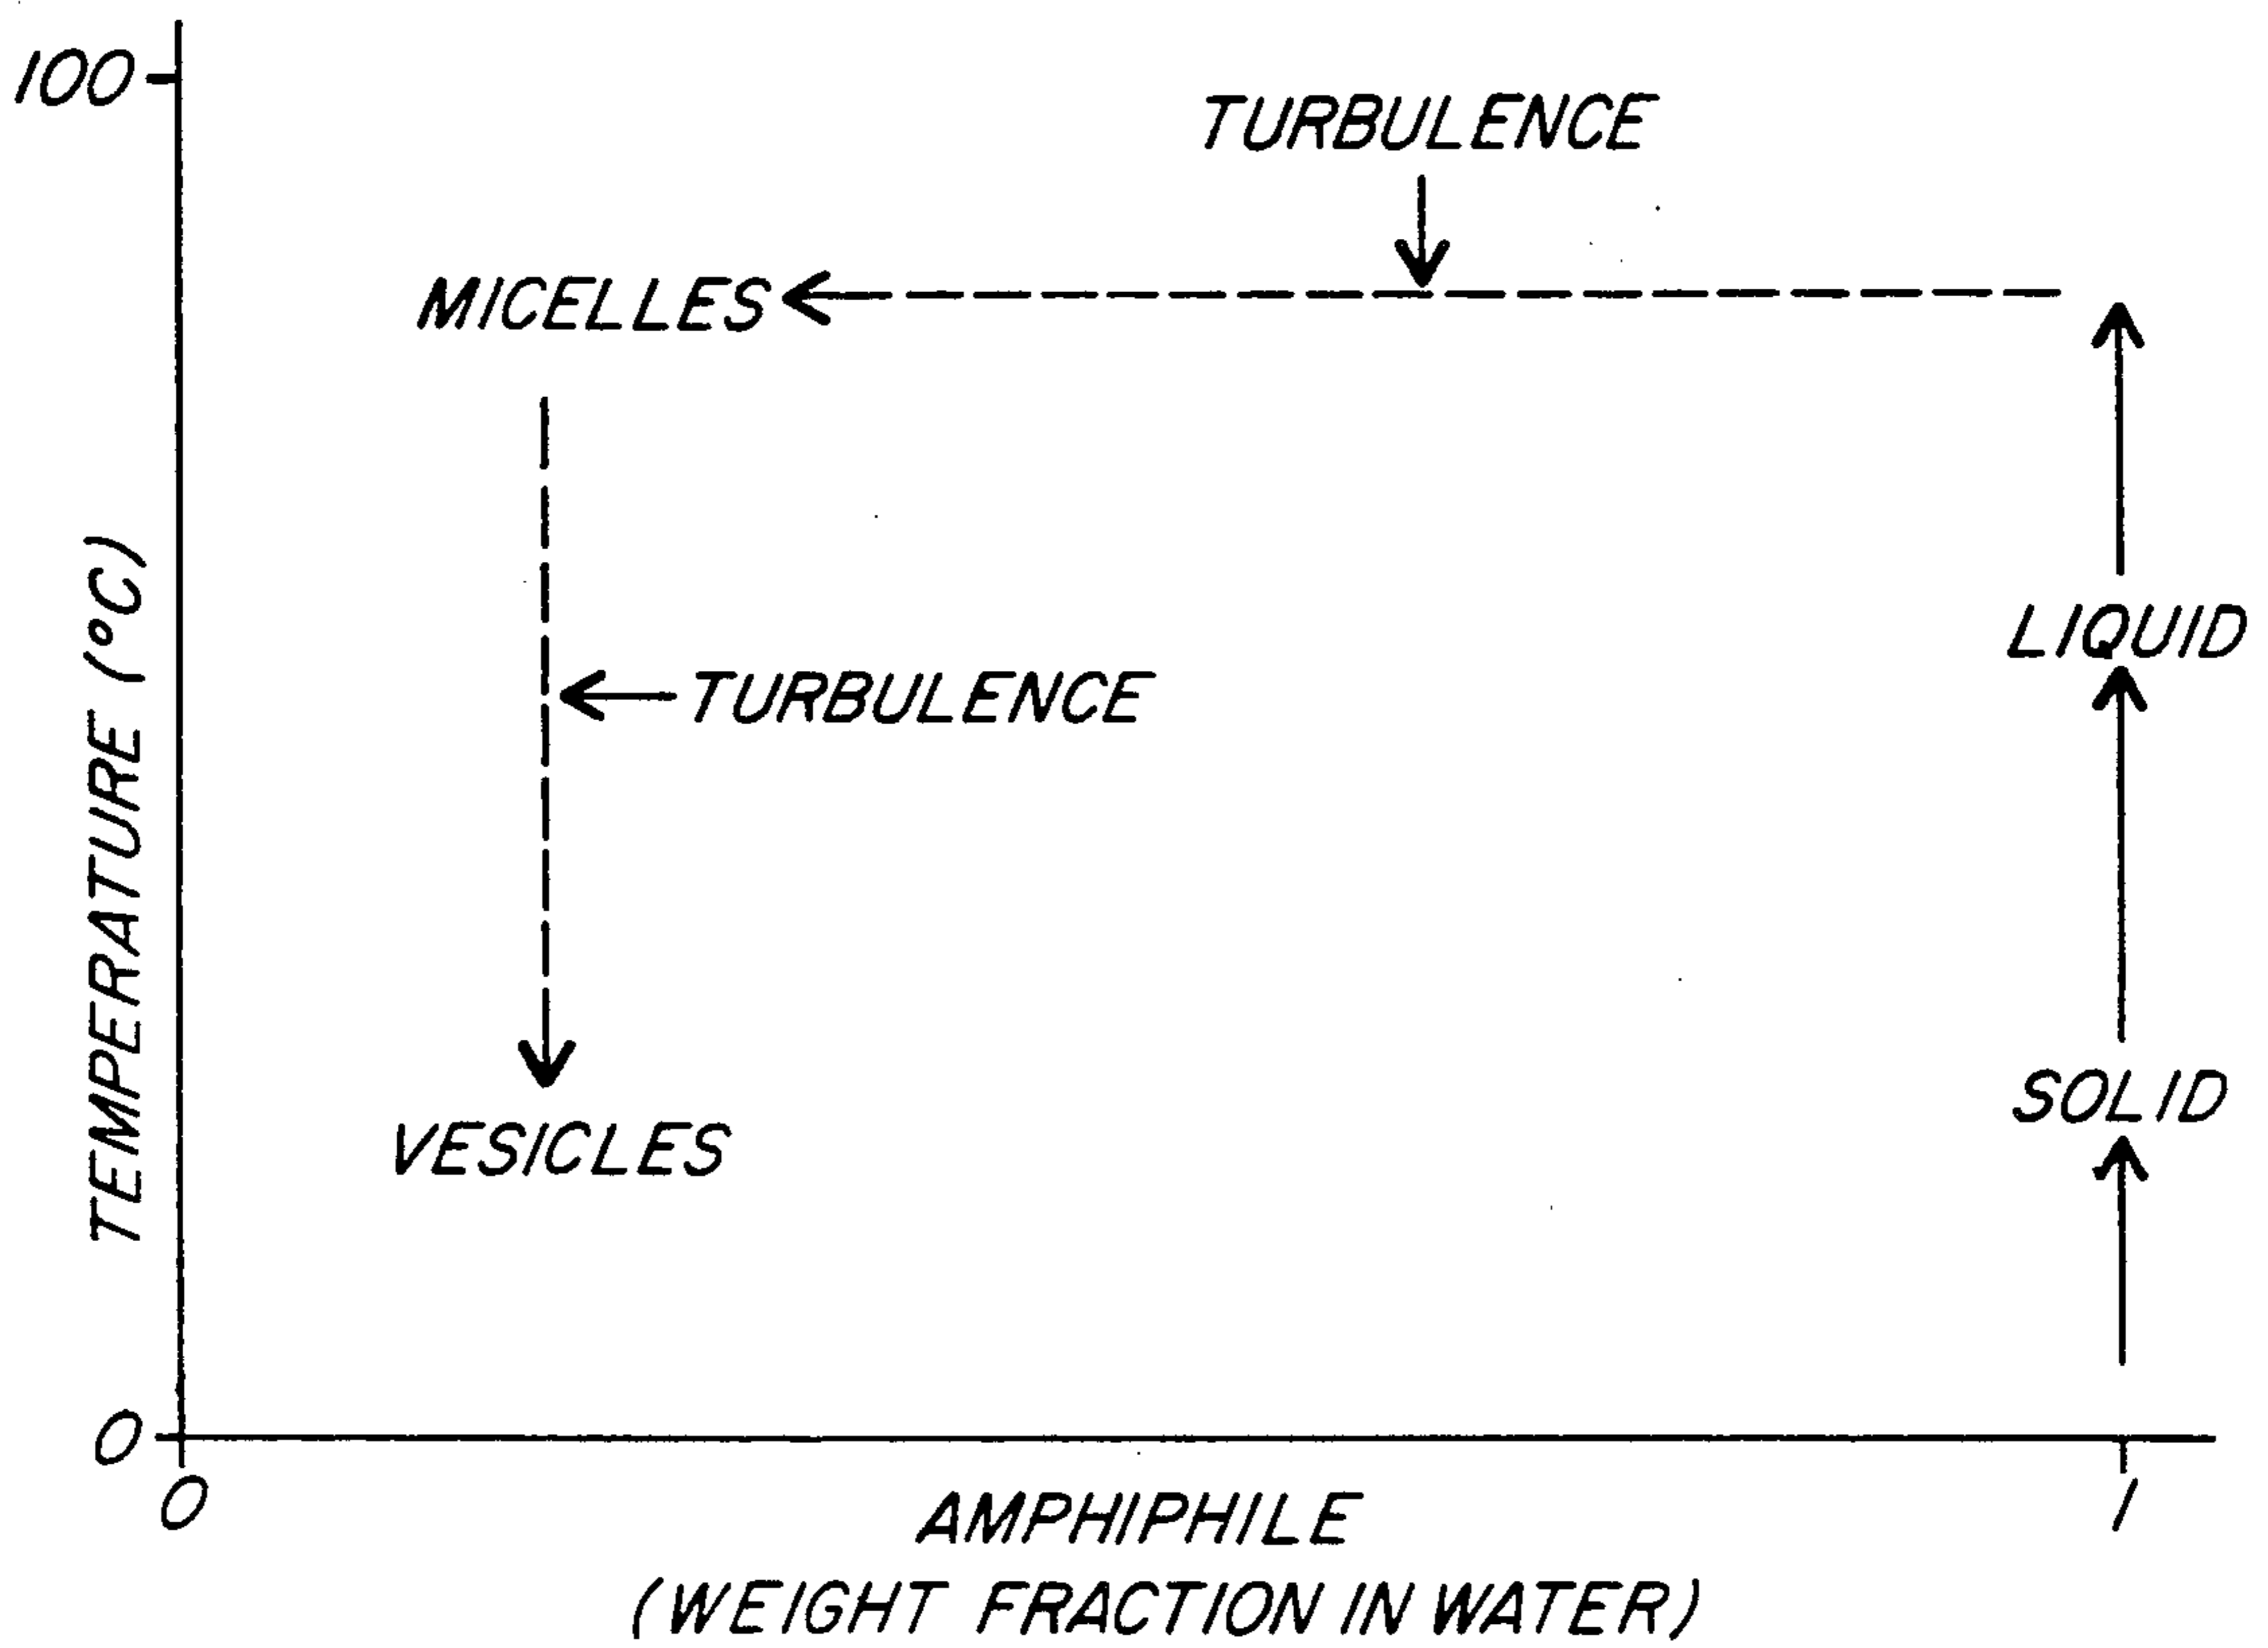 100
TURBULENCE
MICELLES
TEMPERATURE (°C)
LIQUID
TURBULENCE
SOLID
VESICLES
0
0
AMPHIPHILE
1
(WEIGHT FRACTION IN WATER)